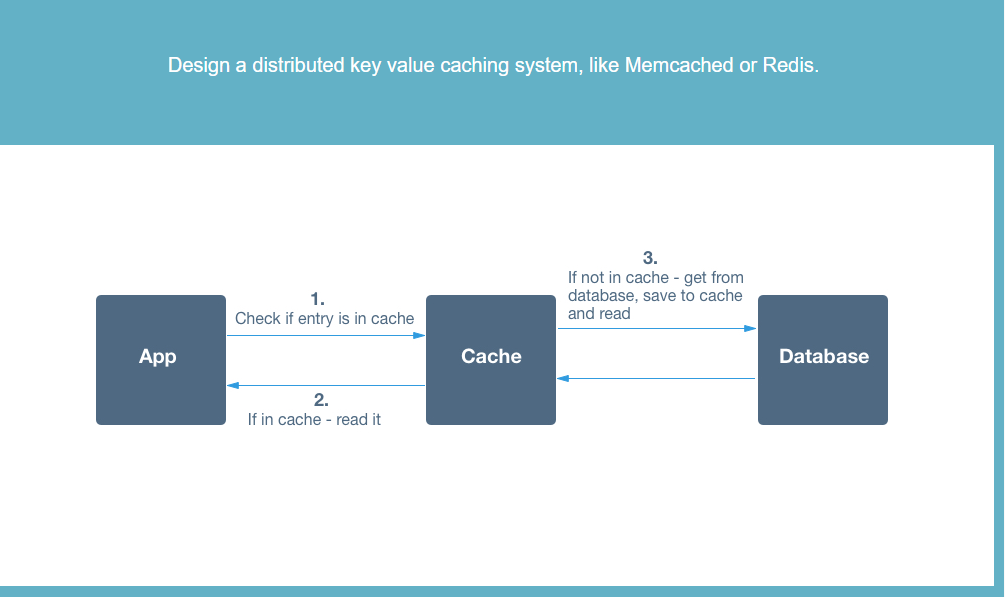 Design a distributed key value caching system, like Memcached or Redis.
3.
If not in cache - get from
database, save to cache
and read
1.
Check if entry is in cache
App
Cache
Database
2.
If in cache - read it